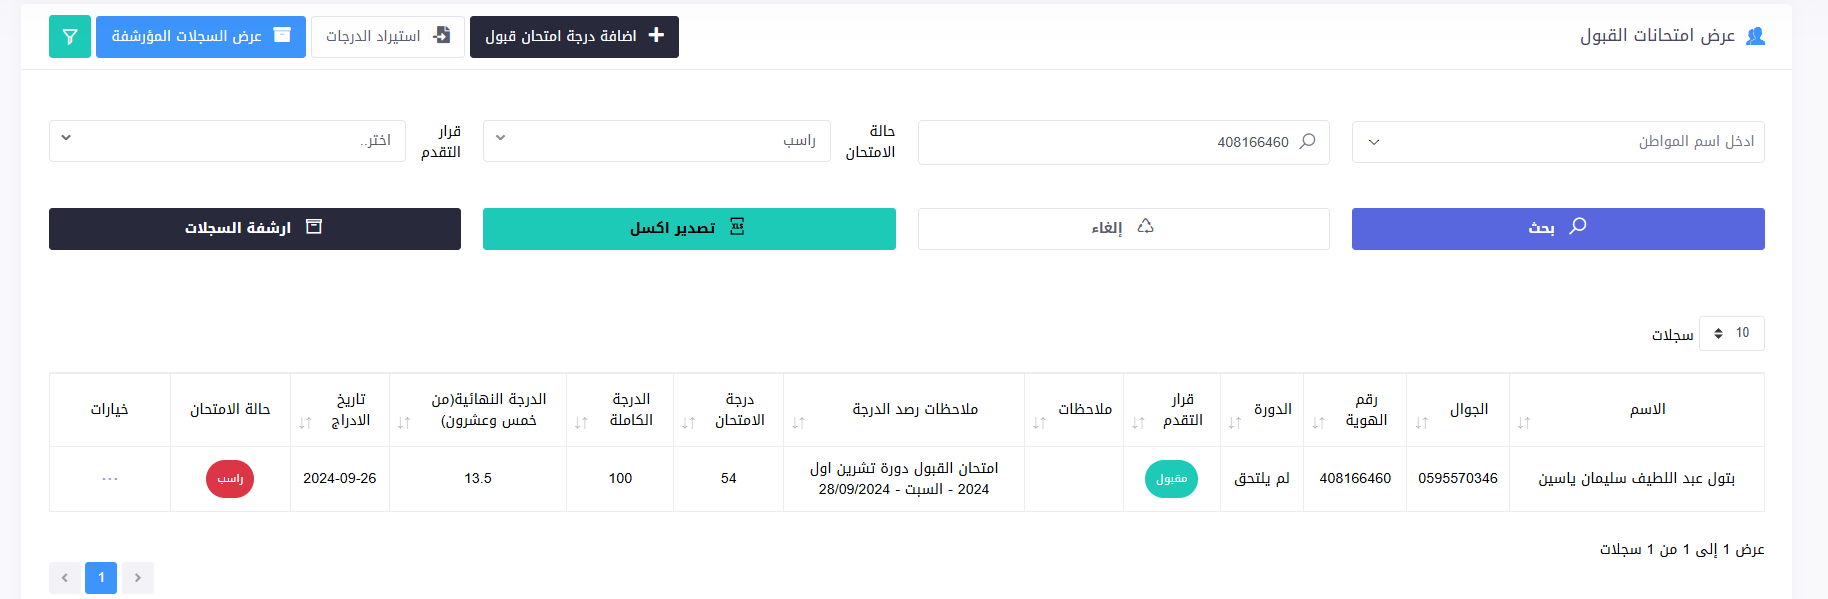 عرض امتحانات القبول
اضافة درجة امتحان قبول
استيراد الدرجات
عرض السجلات المؤرشفة
ادخل اسم المواطن
408166460
حالة
الامتحان
راسب
قرار
التقدم
اختر..
بحث
إلغاء
XLS تصدير اكسل
ارشفة السجلات
10 سجلات
الاسم
الجوال
رقم
الهوية
الدورة
قرار
التقدم
ملاحظات
ملاحظات رصد الدرجة
درجة
الامتحان
الدرجة
الكاملة
الدرجة النهائية(من
خمس وعشرون)
تاريخ
الادراج
حالة الامتحان
خيارات
بتول عبد اللطيف سليمان ياسين
0595570346
408166460
لم يلتحق
مقبول
امتحان القبول دورة تشرين اول
2024 - السبت - 28/09/2024
54
100
13.5
2024-09-26
راسب
...
عرض 1 إلى 1 من 1 سجلات
1